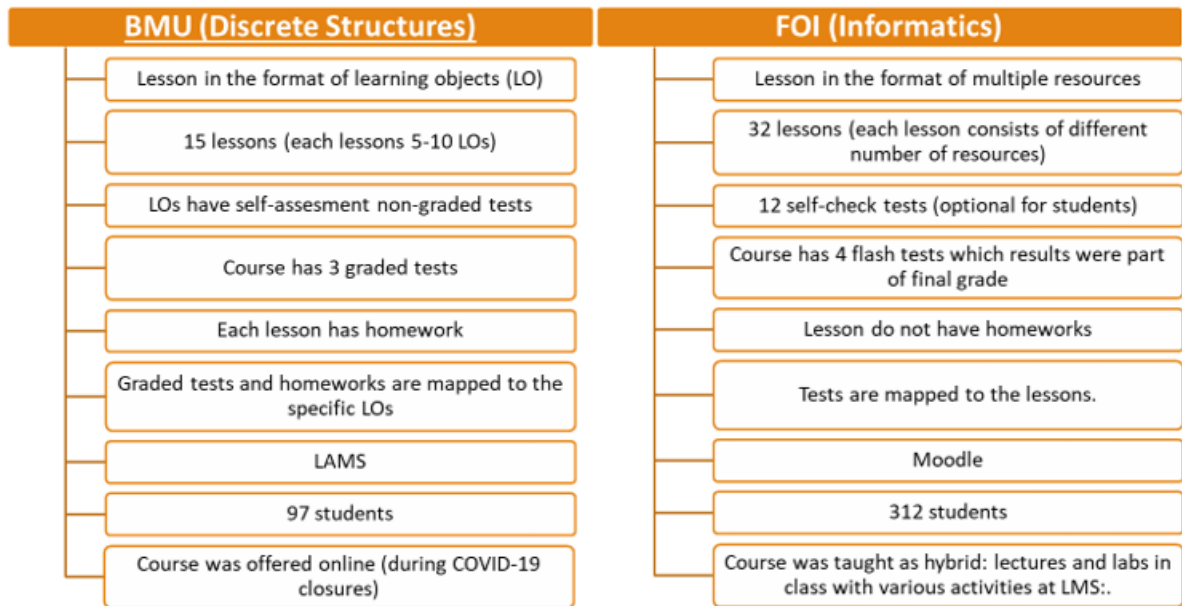 BMU (Discrete Structures)
Lesson in the format of learning objects (LO)
15 lessons (each lessons 5-10 LOs)
LOs have self-assesment non-graded tests
Course has 3 graded tests
Each lesson has homework
Graded tests and homeworks are mapped to the
specific LOs
LAMS
97 students
Course was offered online (during COVID-19
closures)
FOI (Informatics)
Lesson in the format of multiple resources
32 lessons (each lesson consists of different
number of resources)
12 self-check tests (optional for students)
Course has 4 flash tests which results were part
of final grade
Lesson do not have homeworks
Tests are mapped to the lessons.
Moodle
312 students
Course was taught as hybrid: lectures and labs in
class with various activities at LMS:.